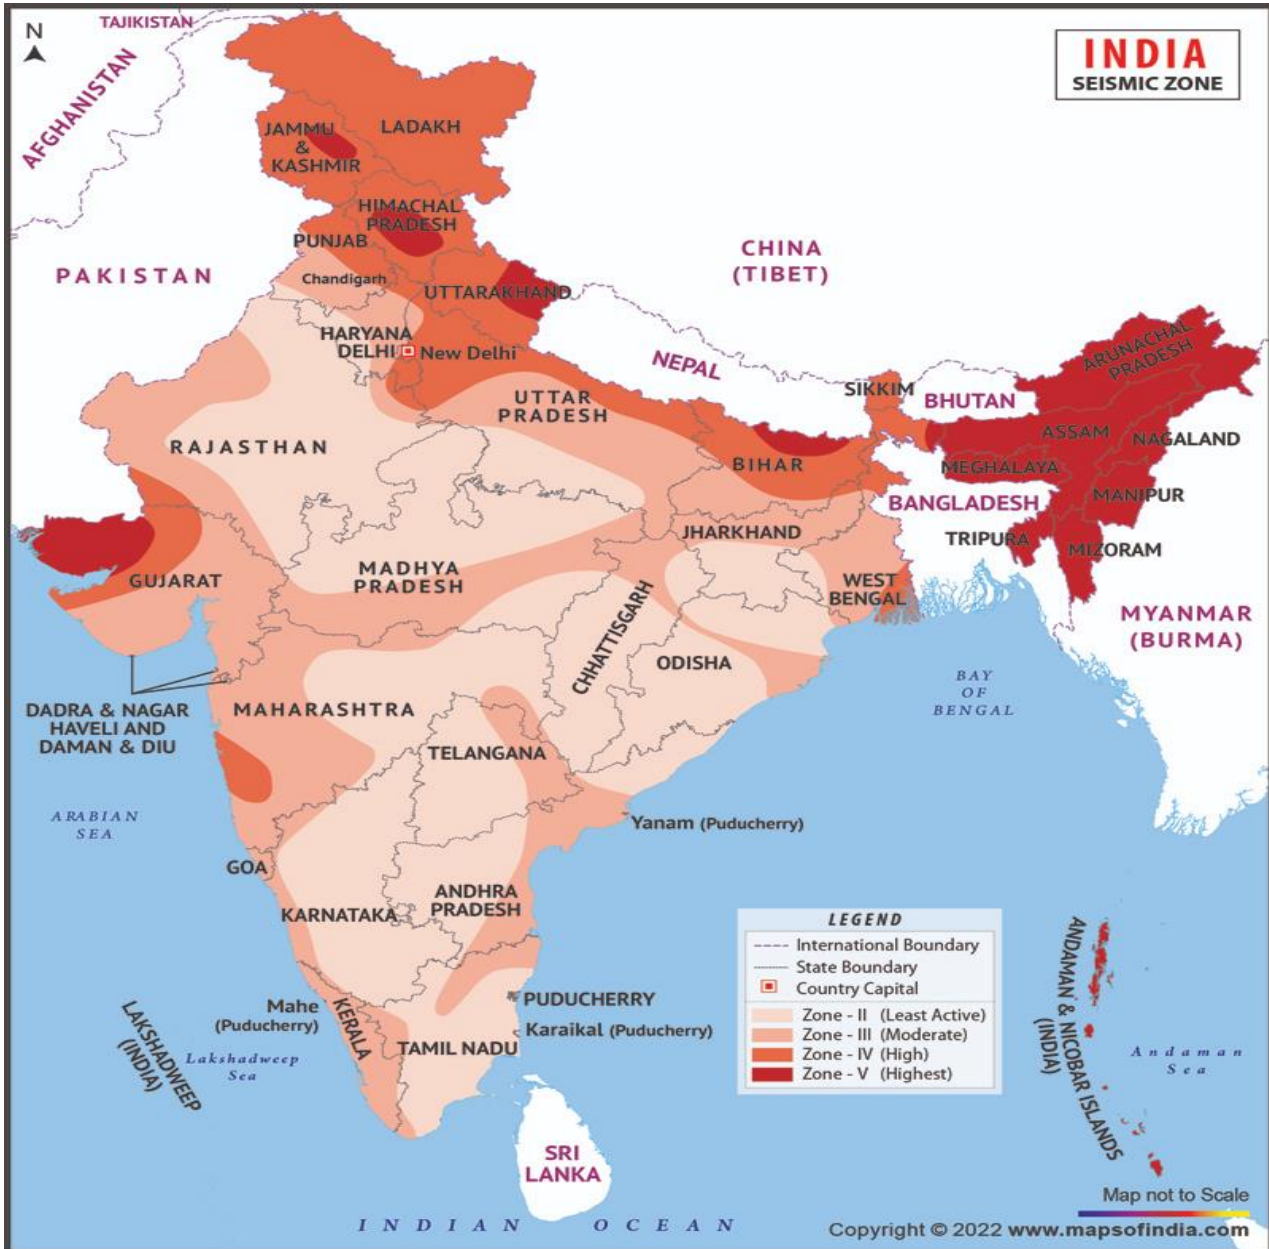 N
TAJIKISTAN
AFGHANISTAN
INDIA
SEISMIC ZONE
JAMMU
&
KASHMIR
LADAKH
HIMACHAL
PRADESH
PUNJAB
Chandigarh
UTTARAKHAND
PAKISTAN
CHINA
(TIBET)
HARYANA
DELHI
New Delhi
NEPAL
SIKKIM
BHUTAN
ARUNACHAL
PRADESH
UTTAR
PRADESH
RAJASTHAN
BIHAR
ASSAM
NAGALAND
MEGHALAYA
MANIPUR
BANGLADESH
TRIPURA
MIZORAM
JHARKHAND
GUJARAT
MADHYA
PRADESH
WEST
BENGAL
CHHATTISGARH
ODISHA
MYANMAR
(BURMA)
DADRA & NAGAR
HAVELI AND
DAMAN & DIU
MAHARASHTRA
BAY
OF
BENGAL
TELANGANA
ARABIAN
SEA
Yanam (Puducherry)
GOA
KARNATAKA
ANDHRA
PRADESH
LEGEND
International Boundary
State Boundary
Country Capital
Zone - II (Least Active)
Zone - III (Moderate)
Zone - IV (High)
Zone - V (Highest)
ANDAMAN & NICOBAR ISLANDS
(INDIA)
Andaman
Sea
Mahe
(Puducherry)
KERALA
PUDUCHERRY
Karaikal (Puducherry)
TAMIL NADU
LAKSHADWEEP
(INDIA)
Lakshadweep
Sea
SRI
LANKA
INDIAN OCEAN
Map not to Scale
Copyright © 2022 www.mapsofindia.com